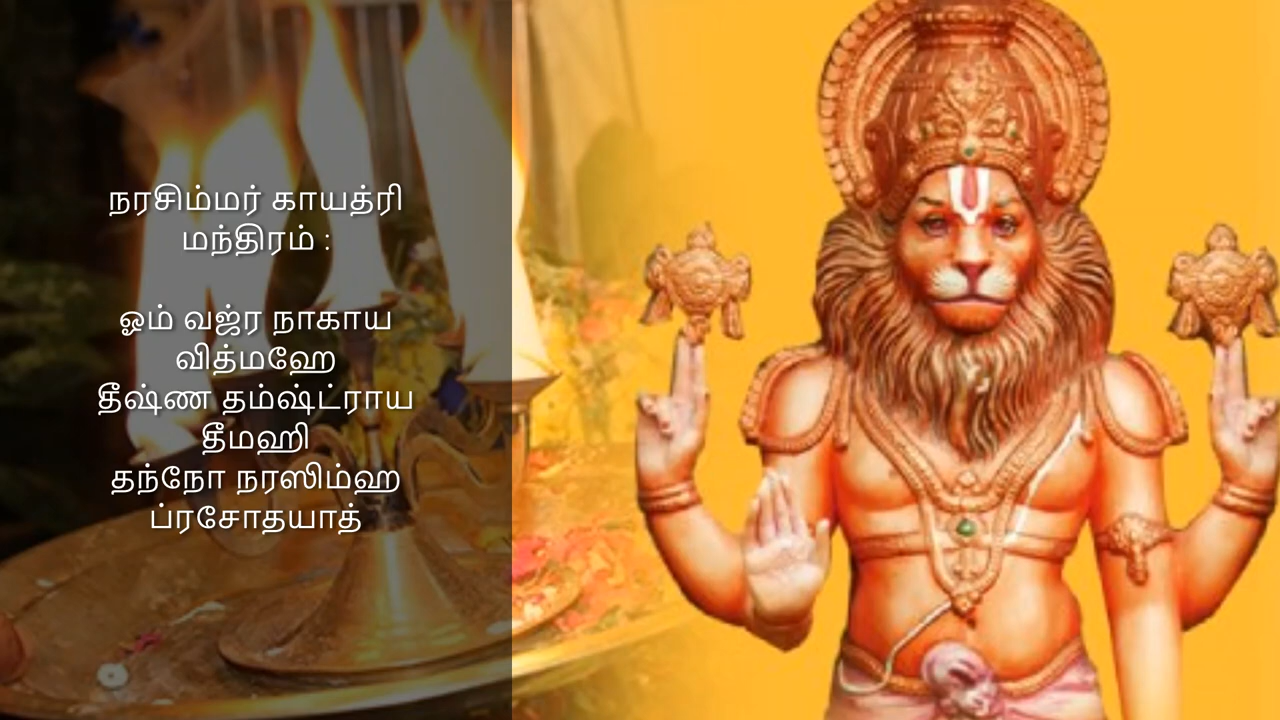 நரசிம்மர் காயத்ரி
மந்திரம் :
ஓம் வஜ்ர நாகாய
வித்மஹே
தீஷ்ண தம்ஷ்ட்ராய
தீமஹி
தந்நோ நரஸிம்ஹ
ப்ரசோதயாத்